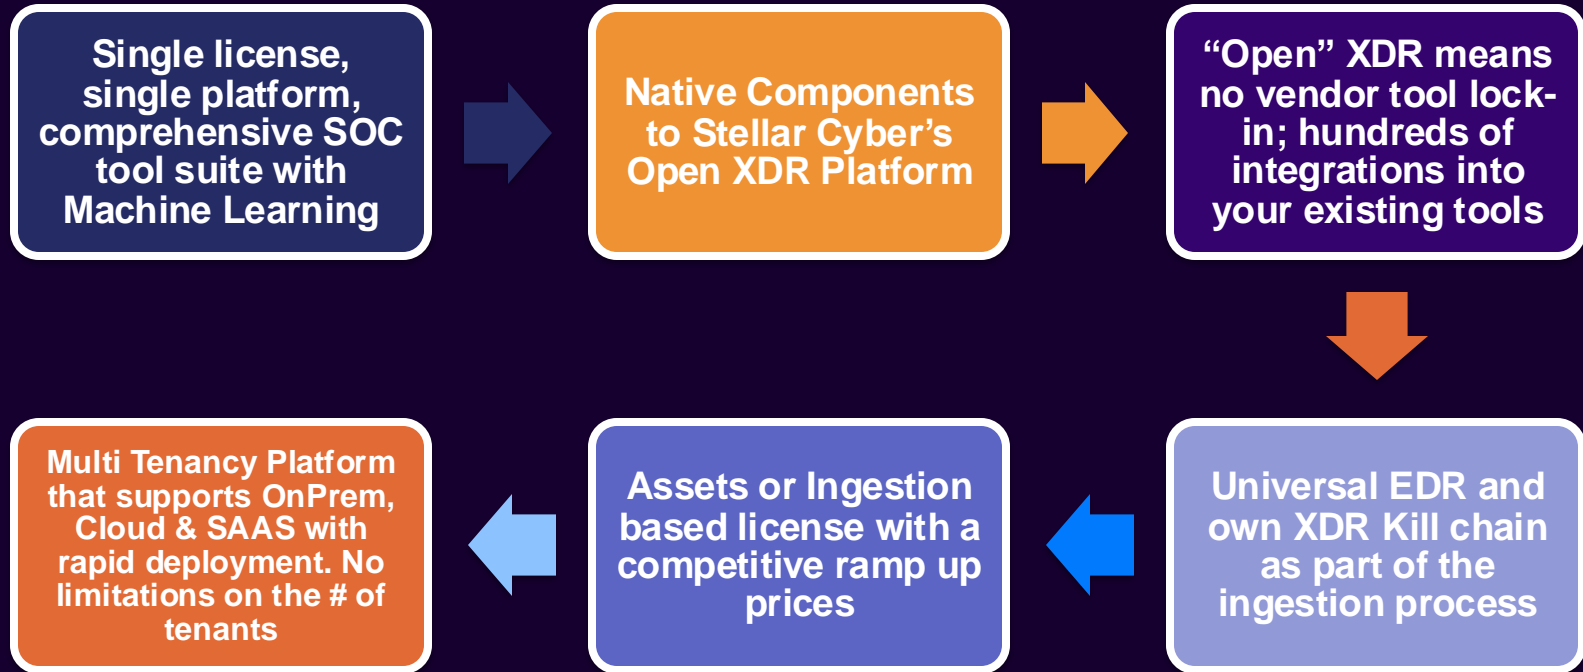 Single license,
single platform,
comprehensive SOC
tool suite with
Machine Learning
Native Components
to Stellar Cyber’s
Open XDR Platform
“Open” XDR means
no vendor tool lock-
in; hundreds of
integrations into
your existing tools
Universal EDR and
own XDR Kill chain
as part of the
ingestion process
Assets or Ingestion
based license with a
competitive ramp up
prices
Multi Tenancy Platform
that supports OnPrem,
Cloud & SAAS with
rapid deployment. No
limitations on the # of
tenants